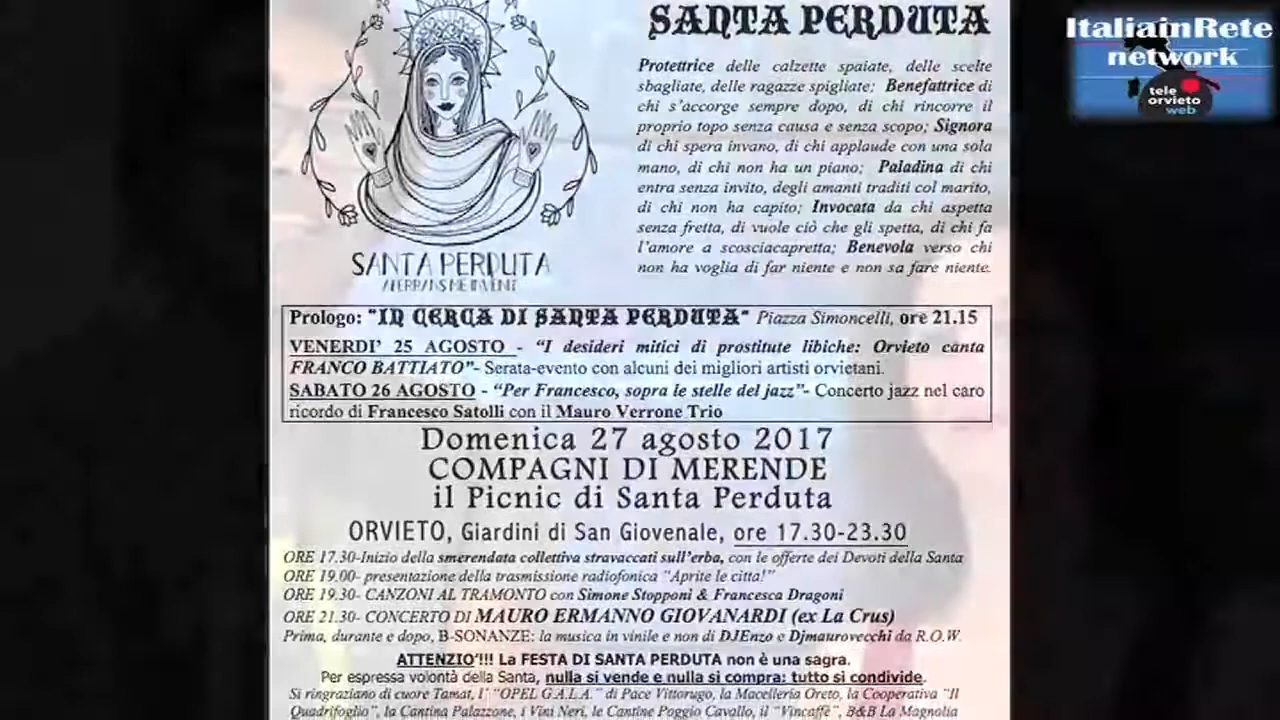 SANTA PERDUTA
ItaliainRete
network
tele
orvieto
web
Protettrice delle calzette spaiate, delle scelte
sbagliate, delle ragazze spigliate; Benefattrice di
chi s'accorge sempre dopo, di chi rincorre il
proprio topo senza causa e senza scopo; Signora
di chi spera invano, di chi applaude con una sola
mano, di chi non ha un piano; Paladina di chi
entra senza invito, degli amanti traditi col marito,
di chi non ha capito; Invocata da chi aspetta
senza fretta, di vuole ciò che gli spetta, di chi fa
l'amore a scosciacapretta; Benevola verso chi
non ha voglia di far niente e non sa fare niente.
SANTA PERDUTA
Prologo: "IN CERCA DI SANTA PERDUTA" Piazza Simoncelli, ore 21.15
VENERDI' 25 AGOSTO - "I desideri mitici di prostitute libiche: Orvieto canta
FRANCO BATTIATO"- Serata-evento con alcuni dei migliori artisti orvietani.
SABATO 26 AGOSTO - "Per Francesco, sopra le stelle del jazz"- Concerto jazz nel caro
ricordo di Francesco Satolli con il Mauro Verrone Trio
Domenica 27 agosto 2017
COMPAGNI DI MERENDE
il Picnic di Santa Perduta
ORVIETO, Giardini di San Giovenale, ore 17.30-23.30
ORE 17.30-Inizio della smerendata collettiva stravaccati sull'erba, con le offerte dei Devoti della Santa
ORE 19.00- presentazione della trasmissione radiofonica "Aprite le citta!"
ORE 19.30- CANZONI AL TRAMONTO con Simone Stopponi & Francesca Dragoni
ORE 21.30- CONCERTO DI MAURO ERMANNO GIOVANARDI (ex La Crus)
Prima, durante e dopo, B-SONANZE: la musica in vinile e non di DJEnzo e Djmaurovecchi da R.O.W.
ATTENZIO'!!! La FESTA DI SANTA PERDUTA non è una sagra.
Per espressa volontà della Santa, nulla si vende e nulla si compra: tutto si condivide.
Si ringraziano di cuore Tamat, l' "OPEL G.A.L.A." di Pace Vittorugo, la Macelleria Oreto, la Cooperativa "Il
Quadrifoglio", la Cantina Palazzone, i Vini Neri, le Cantine Poggio Cavallo, il "Vincaffè", B&B La Magnolia